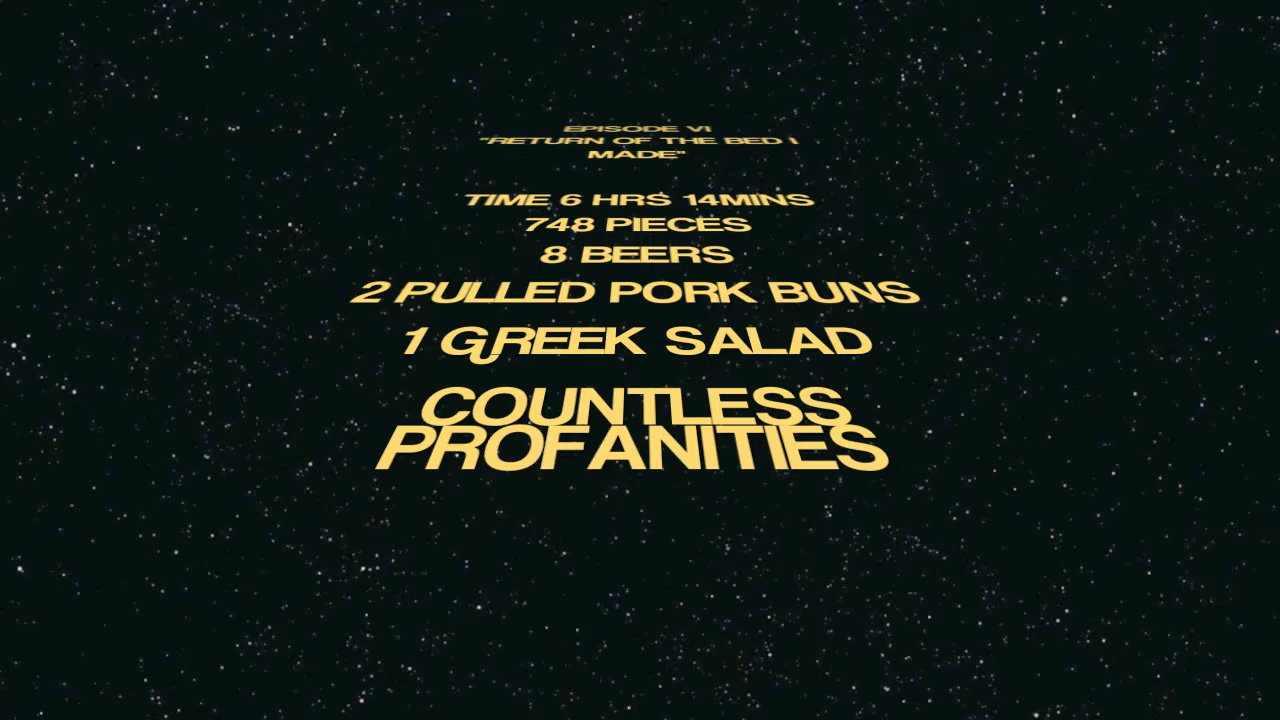 EPISODE VI
"RETURN OF THE BED I
MADE"
TIME 6 HRS 14MINS
748 PIECES
8 BEERS
2 PULLED PORK BUNS
1 GREEK SALAD
COUNTLESS
PROFANITIES